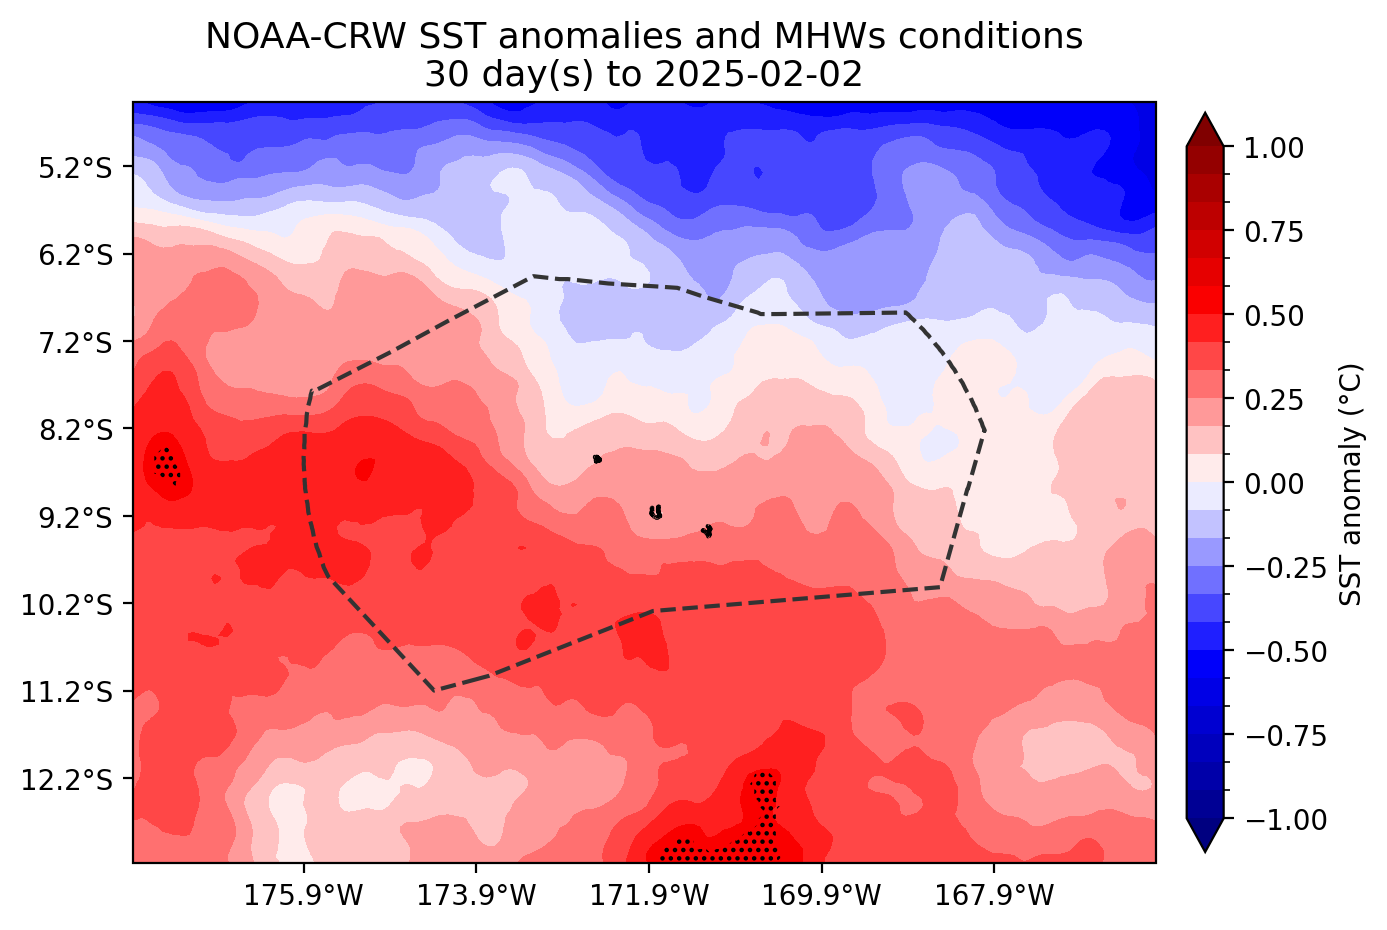 NOAA-CRW SST anomalies and MHWs conditions
30 day(s) to 2025-02-02
5.2°S
6.2°S
7.2°S
8.2°S
9.2°S
10.2°S
11.2°S
12.2°S
175.9°W
173.9°W
171.9°W
169.9°W
167.9°W
1.00
0.75
0.50
0.25
0.00
−0.25
−0.50
−0.75
−1.00
SST anomaly (°C)